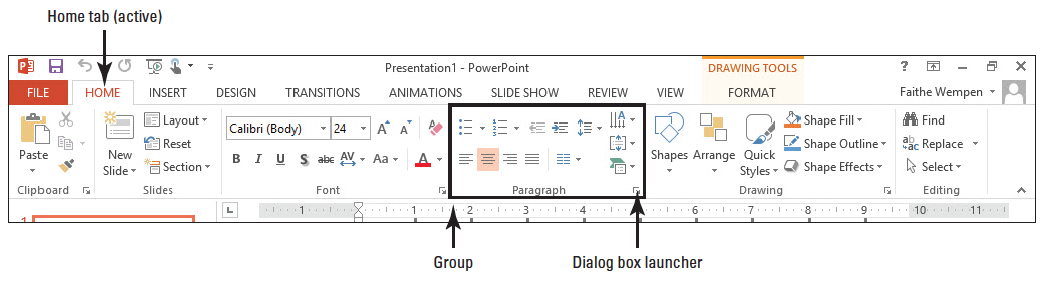 Home tab (active)
Presentation1 - PowerPoint
DRAWING TOOLS
?
FILE HOME INSERT DESIGN TRANSITIONS ANIMATIONS SLIDE SHOW REVIEW VIEW FORMAT Faithe Wempen
Paste
Clipboard
New
Slide
Layout
Reset
Section
Slides
Calibri (Body) 24 A A
B I U S abc AV Aa A
Font
Paragraph
Shapes Arrange Quick
Styles
Shape Fill
Shape Outline
Shape Effects
Drawing
Find
Replace
Select
Editing
1 L 1 1 2 3 4 5 6 7 8 9 10 11
Group Dialog box launcher